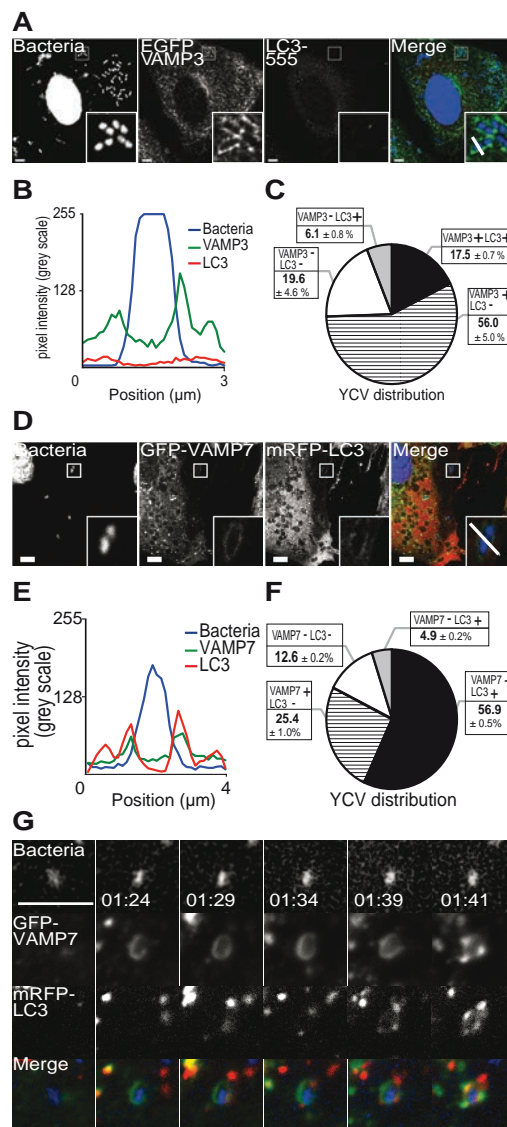 A
Bacteria EGFP- LC3- Merge
VAMP3 555
B
255
128
0
3
pixel intensity (grey scale)
Position (µm)
Bacteria
VAMP3
LC3
C
VAMP3 - LC3 +
6.1 ± 0.8 %
VAMP3 + LC3 +
17.5 ± 0.7 %
VAMP3 -
LC3 -
19.6
± 4.6 %
VAMP3 +
LC3 -
56.0
± 5.0 %
YCV distribution
D
Bacteria GFP-VAMP7 mRFP-LC3 Merge
E
255
128
0
4
pixel intensity
(grey scale)
Position (µm)
Bacteria
VAMP7
LC3
F
VAMP7 - LC3 +
4.9 ± 0.2%
VAMP7 - LC3 -
12.6 ± 0.2%
VAMP7 +
LC3 -
25.4
± 1.0%
VAMP7 -
LC3 +
56.9
± 0.5%
YCV distribution
G
Bacteria
01:24 01:29 01:34 01:39 01:41
GFP-
VAMP7
mRFP-
LC3
Merge